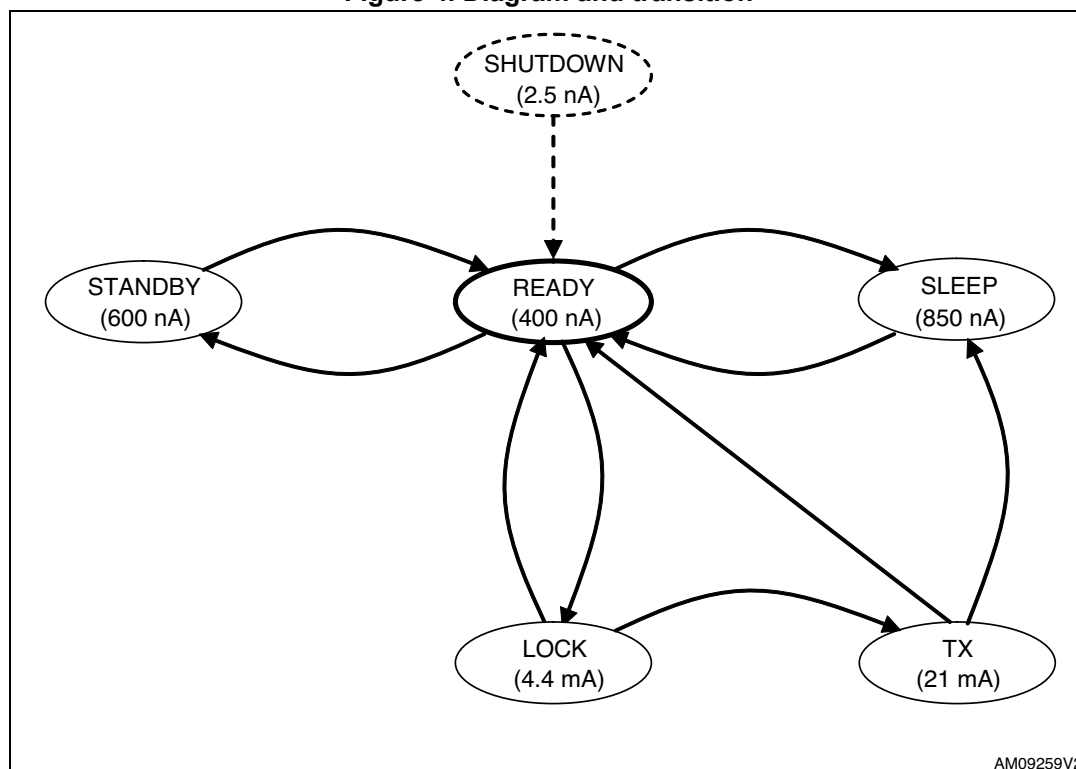 Figure 4. Diagram and transition
SHUTDOWN
(2.5 nA)
STANDBY
(600 nA)
READY
(400 nA)
SLEEP
(850 nA)
LOCK
(4.4 mA)
TX
(21 mA)
AM09259V2